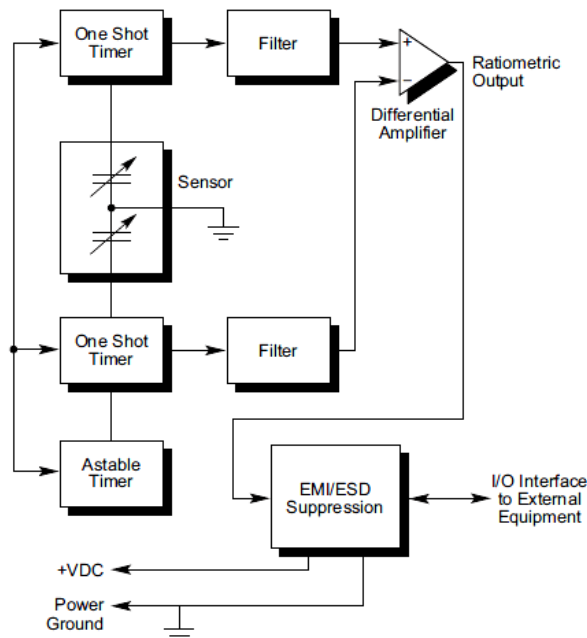 One Shot
Timer
Filter
+
−
Ratiometric
Output
Differential
Amplifier
Sensor
One Shot
Timer
Filter
Astable
Timer
EMI/ESD
Suppression
I/O Interface
to External
Equipment
+VDC
Power
Ground